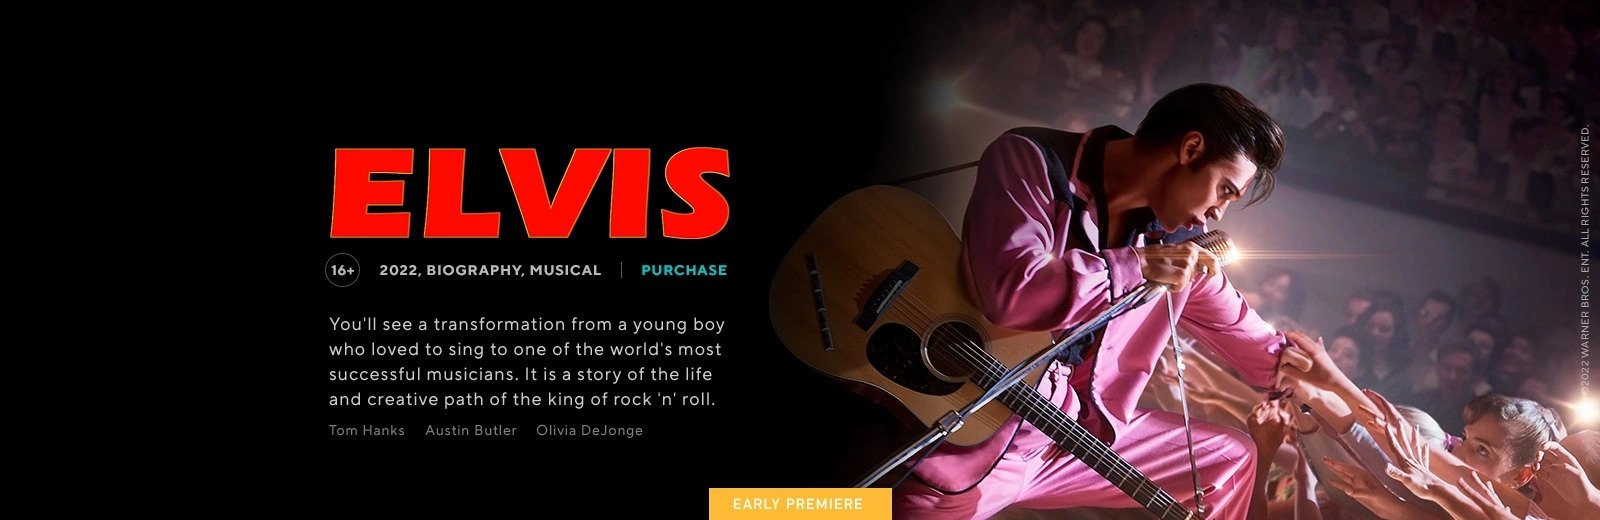 ELVIS
16+ 2022, BIOGRAPHY, MUSICAL | PURCHASE
You'll see a transformation from a young boy
who loved to sing to one of the world's most
successful musicians. It is a story of the life
and creative path of the king of rock 'n' roll.
Tom Hanks Austin Butler Olivia DeJonge
EARLY PREMIERE
©2022 WARNER BROS. ENT. ALL RIGHTS RESERVED.